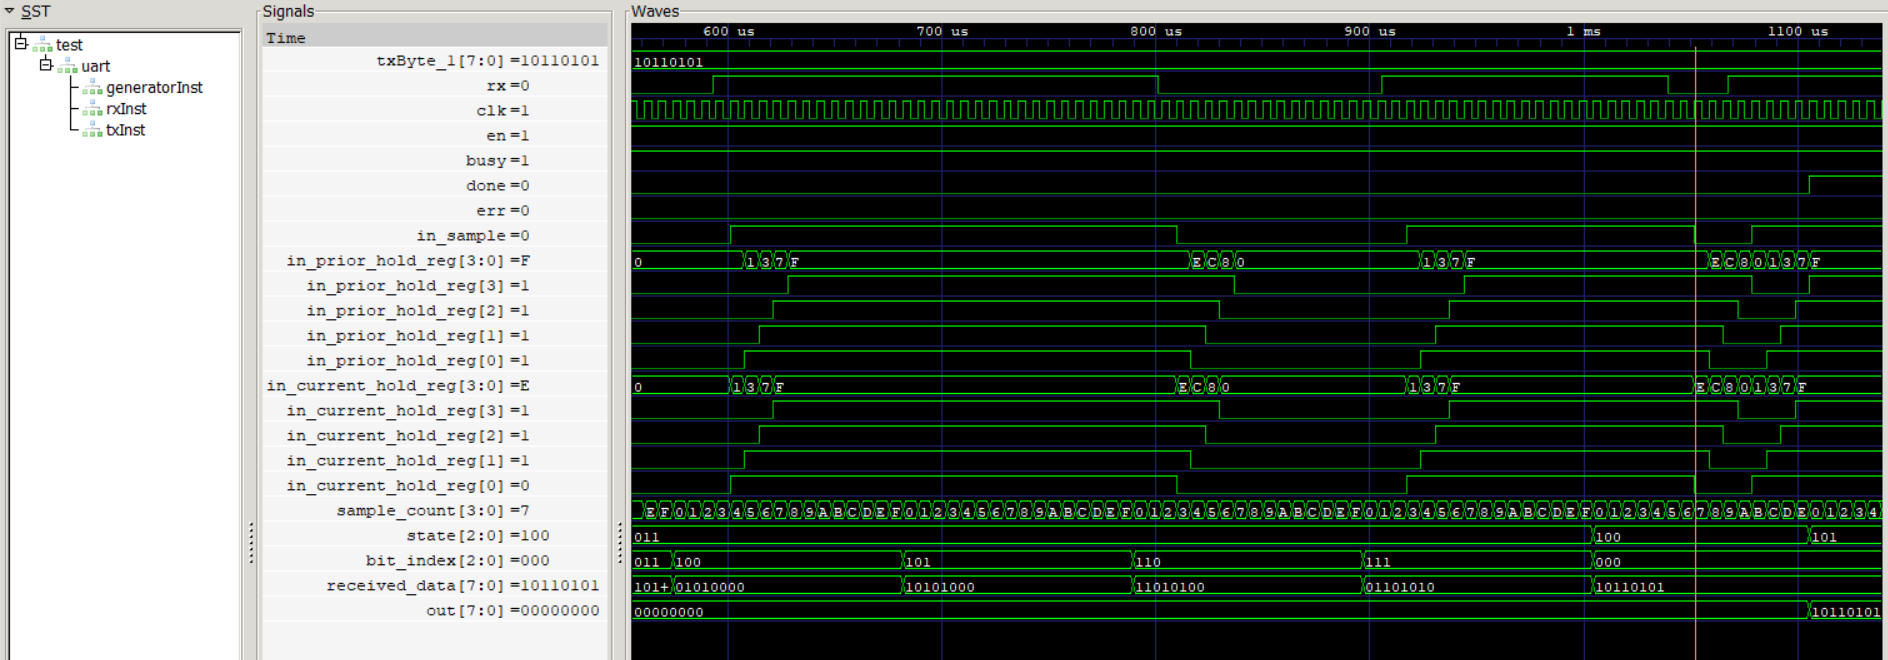 SST
test
uart
generatorInst
rxInst
txInst
Signals
Time
txByte_1[7:0] =10110101
rx=0
clk=1
en=1
busy=1
done=0
err=0
in_sample=0
in_prior_hold_reg[3:0]=F
in_prior_hold_reg[3] =1
in_prior_hold_reg[2] =1
in_prior_hold_reg[1] =1
in_prior_hold_reg[0] =1
in_current_hold_reg[3:0] =E
in_current_hold_reg[3] =1
in_current_hold_reg[2] =1
in_current_hold_reg[1] =1
in_current_hold_reg[0] =0
sample_count[3:0] =7
state[2:0] =100
bit_index[2:0] =000
received_data[7:0] =10110101
out[7:0] =00000000
Waves
600 us 700 us 800 us 900 us 1 ms 1100 us
10110101
0 1 3 7 F E C 8 0 1 3 7 F E C 8 0 1 3 7 F
0 1 3 7 F E C 8 0 1 3 7 F E C 8 0 1 3 7 F
E F 0 1 2 3 4 5 6 7 8 9 A B C D E F 0 1 2 3 4 5 6 7 8 9 A B C D E F 0 1 2 3 4 5 6 7 8 9 A B C D E F 0 1 2 3 4 5 6 7 8 9 A B C D E F 0 1 2 3 4 5 6 7 8 9 A B C D E 0 1 2 3 4
011 100 101
011 100 101 110 111 000
101+ 01010000 10101000 11010100 01101010 10110101
00000000 10110101